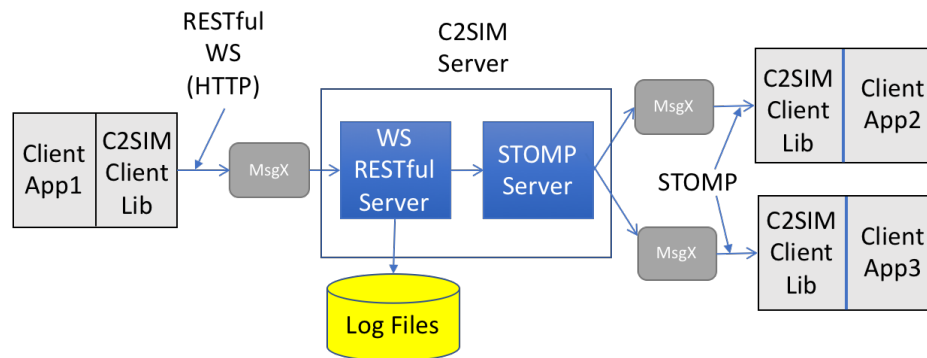 RESTful
WS
(HTTP)
C2SIM
Server
Client
App1
C2SIM
Client
Lib
MsgX
WS
RESTful
Server
STOMP
Server
MsgX
MsgX
STOMP
C2SIM
Client
Lib
Client
App2
C2SIM
Client
Lib
Client
App3
Log Files